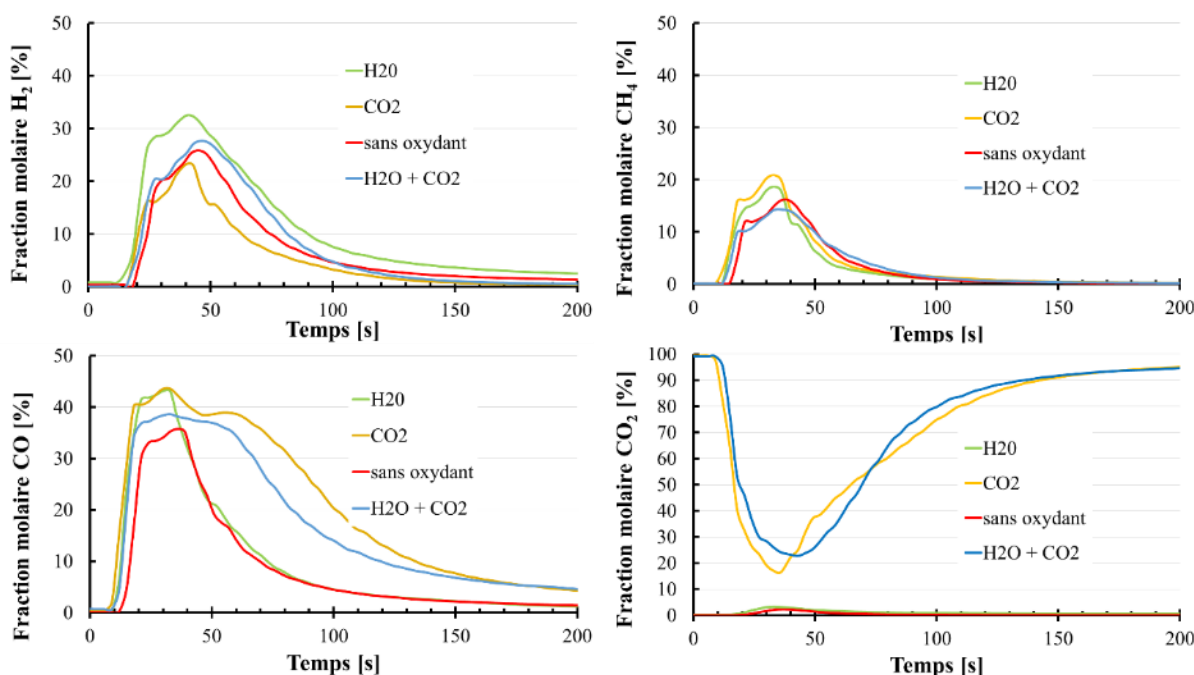 Fraction molaire H2 [%]
50
40
30
20
10
0
H20
CO2
sans oxydant
H2O + CO2
0
50
100
150
200
Temps [s]
Fraction molaire CH4 [%]
50
40
30
20
10
0
H20
CO2
sans oxydant
H2O + CO2
0
50
100
150
200
Temps [s]
Fraction molaire CO [%]
50
40
30
20
10
0
H20
CO2
sans oxydant
H2O + CO2
0
50
100
150
200
Temps [s]
Fraction molaire CO2 [%]
100
90
80
70
60
50
40
30
20
10
0
H20
CO2
sans oxydant
H2O + CO2
0
50
100
150
200
Temps [s]